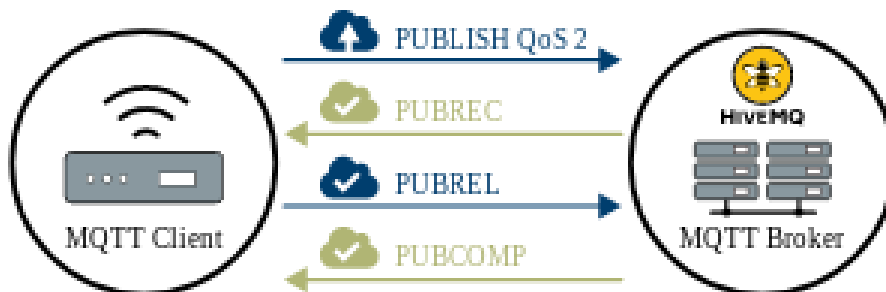 PUBLISH QoS 2
HIVEMQ
PUBREC
PUBREL
MQTT Client
MQTT Broker
PUBCOMP